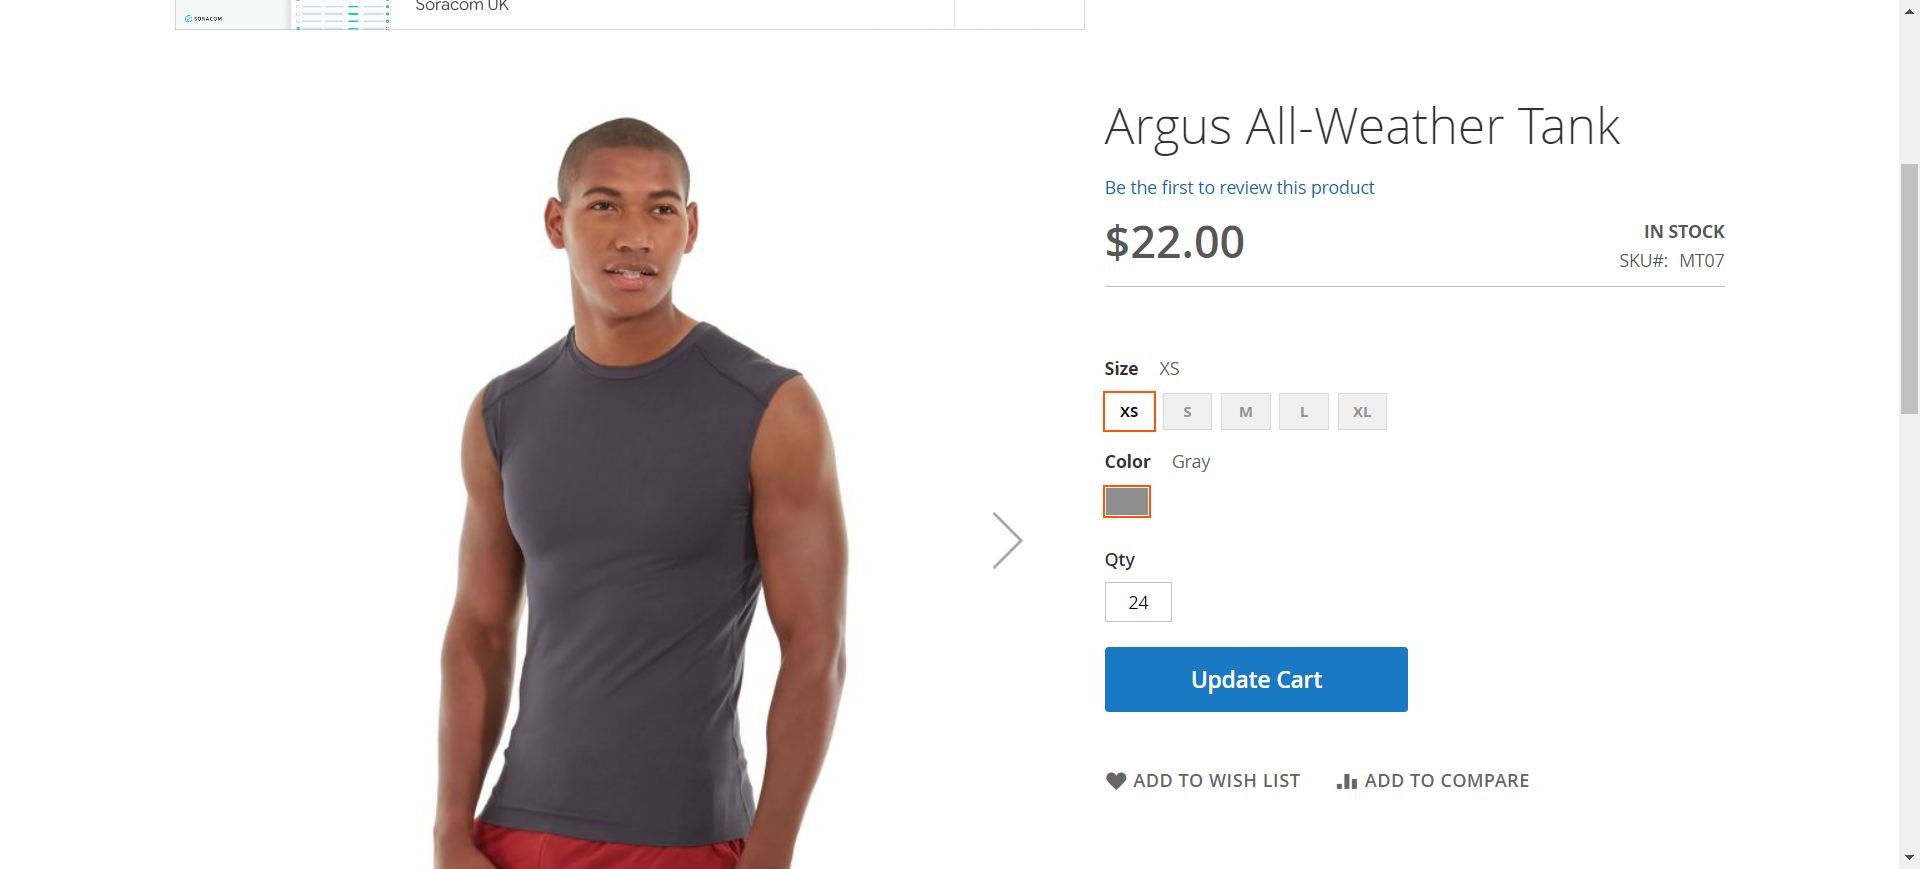 Soracom UK
SORACOM
Argus All-Weather Tank
Be the first to review this product
$22.00
IN STOCK
SKU#: MT07
Size XS
XS S M L XL
Color Gray
Qty
24
Update Cart
ADD TO WISH LIST ADD TO COMPARE